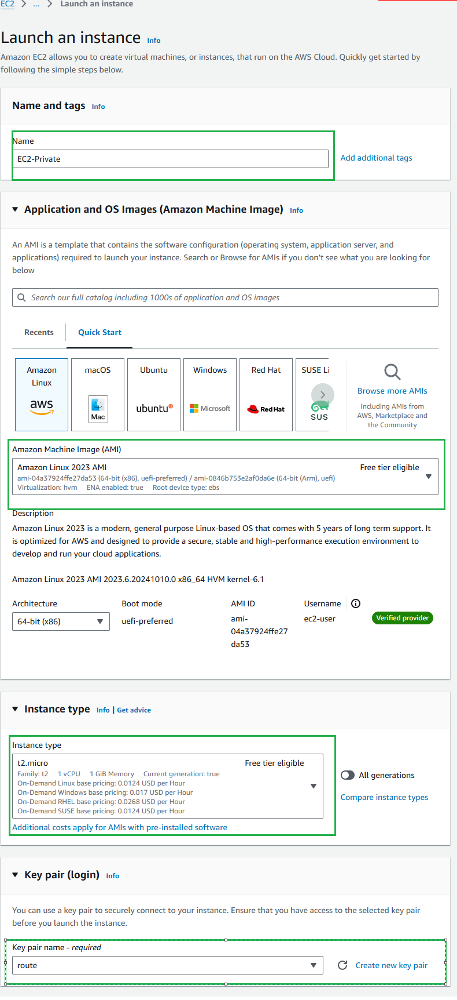 EC2 > ... > Launch an instance
Launch an instance Info
Amazon EC2 allows you to create virtual machines, or instances, that run on the AWS Cloud. Quickly get started by
following the simple steps below.
Name and tags Info
Name
EC2-Private
Add additional tags
Application and OS Images (Amazon Machine Image) Info
An AMI is a template that contains the software configuration (operating system, application server, and
applications) required to launch your instance. Search or Browse for AMIs if you don’t see what you are looking for
below
Search our full catalog including 1000s of application and OS images
Recents
Quick Start
Amazon
Linux
aws
macOS
Mac
Ubuntu
ubuntu
Windows
Microsoft
Red Hat
Red Hat
SUSE Li
SUS
Browse more AMIs
Including AMIs from
AWS, Marketplace and
the Community
Amazon Machine Image (AMI)
Amazon Linux 2023 AMI
Free tier eligible
ami-04a37924ffe27da53 (64-bit (x86), uefi-preferred) / ami-0846b753e2af0da6e (64-bit (Arm), uefi)
Virtualization: hvm ENA enabled: true Root device type: ebs
Description
Amazon Linux 2023 is a modern, general purpose Linux-based OS that comes with 5 years of long term support. It
is optimized for AWS and designed to provide a secure, stable and high-performance execution environment to
develop and run your cloud applications.
Amazon Linux 2023 AMI 2023.6.20241010.0 x86_64 HVM kernel-6.1
Architecture
64-bit (x86)
Boot mode
uefi-preferred
AMI ID
ami-
04a37924ffe27
da53
Username
ec2-user
Verified provider
Instance type Info | Get advice
Instance type
t2.micro
Free tier eligible
Family: t2 1 vCPU 1 GiB Memory Current generation: true
On-Demand Linux base pricing: 0.0124 USD per Hour
On-Demand Windows base pricing: 0.017 USD per Hour
On-Demand RHEL base pricing: 0.0268 USD per Hour
On-Demand SUSE base pricing: 0.0124 USD per Hour
Additional costs apply for AMIs with pre-installed software
All generations
Compare instance types
Key pair (login) Info
You can use a key pair to securely connect to your instance. Ensure that you have access to the selected key pair
before you launch the instance.
Key pair name - required
route
Create new key pair